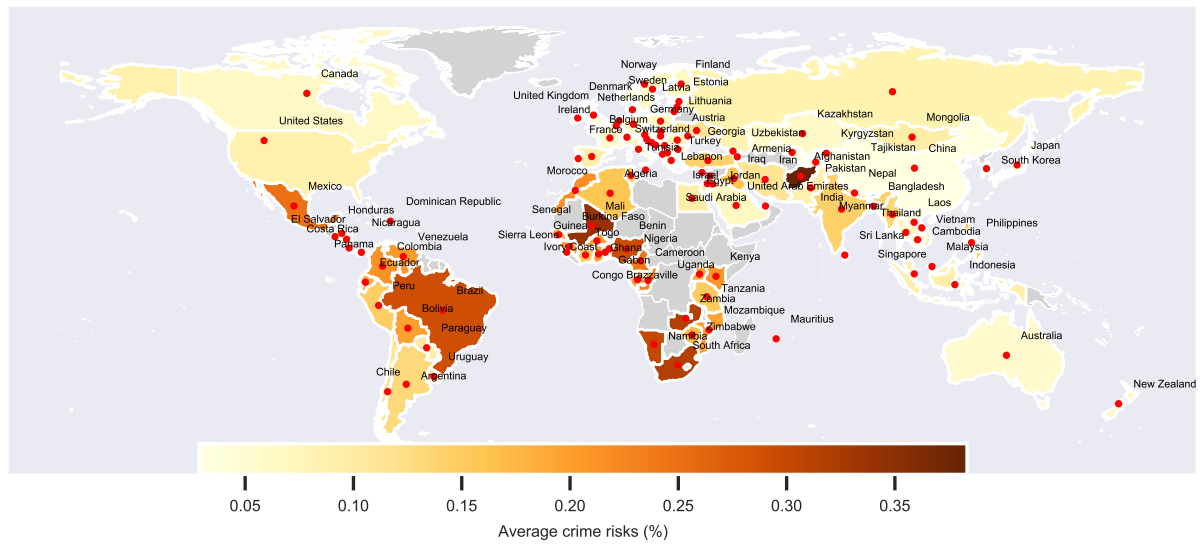 Norway
Finland
Canada
Sweden
Estonia
Denmark
Latvia
United Kingdom
Netherlands
Lithuania
Ireland
Germany
United States
Belgium
Austria
Kazakhstan
Mongolia
France
Switzerland
Georgia
Uzbekistan
Kyrgyzstan
Turkey
Japan
Tunisia
Armenia
Tajikistan
China
Lebanon
Iraq
Iran
Afghanistan
South Korea
Morocco
Algeria
Israel
Jordan
Pakistan
Nepal
Mexico
Egypt
United Arab Emirates
Bangladesh
Dominican Republic
Saudi Arabia
India
Laos
Honduras
Senegal
Mali
Myanmar
El Salvador
Nicaragua
Burkina Faso
Thailand
Vietnam
Philippines
Costa Rica
Guinea
Benin
Sri Lanka
Cambodia
Sierra Leone
Togo
Venezuela
Nigeria
Panama
Colombia
Ivory Coast
Ghana
Malaysia
Cameroon
Singapore
Kenya
Ecuador
Gabon
Uganda
Indonesia
Congo Brazzaville
Peru
Brazil
Tanzania
Zambia
Bolivia
Mozambique
Mauritius
Paraguay
Zimbabwe
Namibia
Australia
South Africa
Uruguay
Chile
Argentina
New Zealand
0.05 0.10 0.15 0.20 0.25 0.30 0.35
Average crime risks (%)